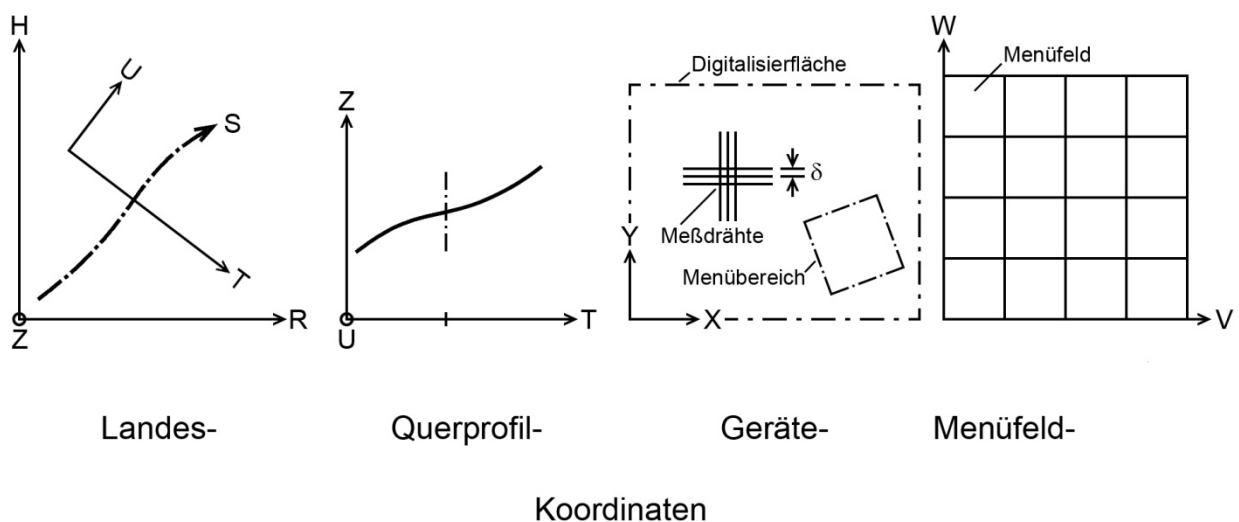 H
U
S
T
Z
R
Z
U
T
Digitalisierfläche
δ
Meßdrähte
Y
Menübereich
X
W
Menüfeld
V
Landes-
Querprofil-
Geräte-
Menüfeld-
Koordinaten